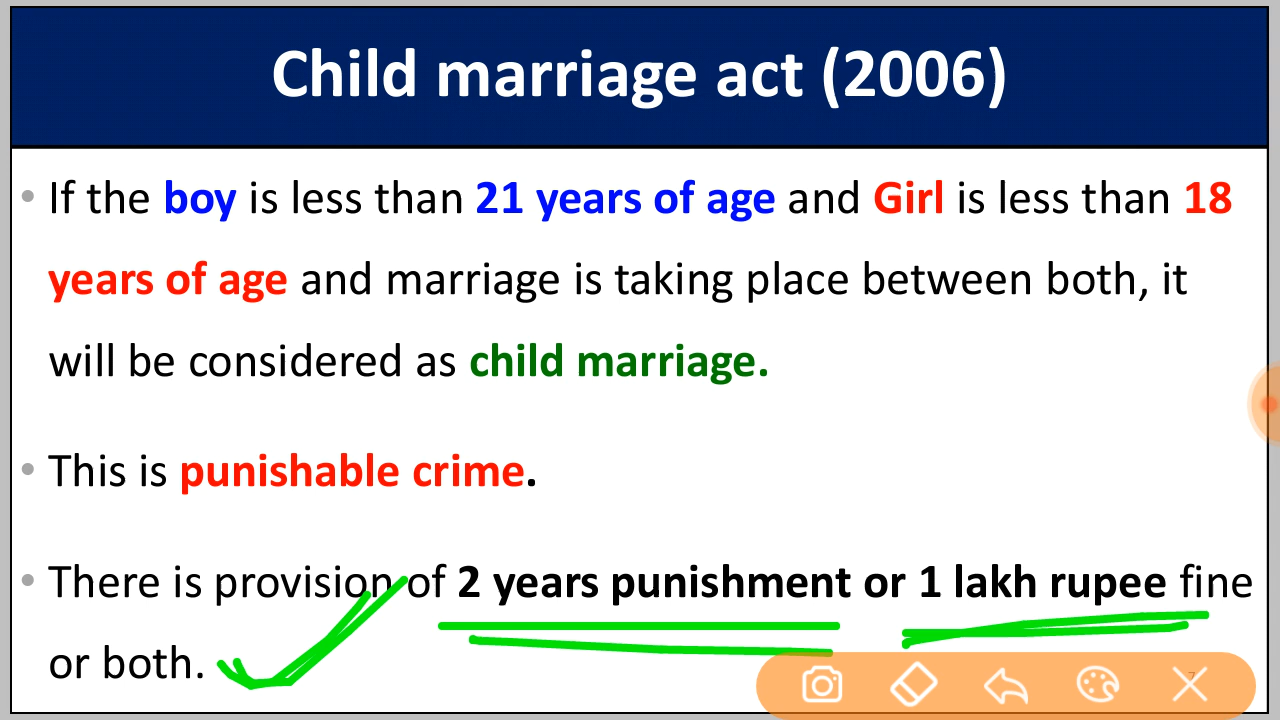 Child marriage act (2006)
• If the boy is less than 21 years of age and Girl is less than 18
years of age and marriage is taking place between both, it
will be considered as child marriage.
• This is punishable crime.
• There is provision of 2 years punishment or 1 lakh rupee fine
or both.
7